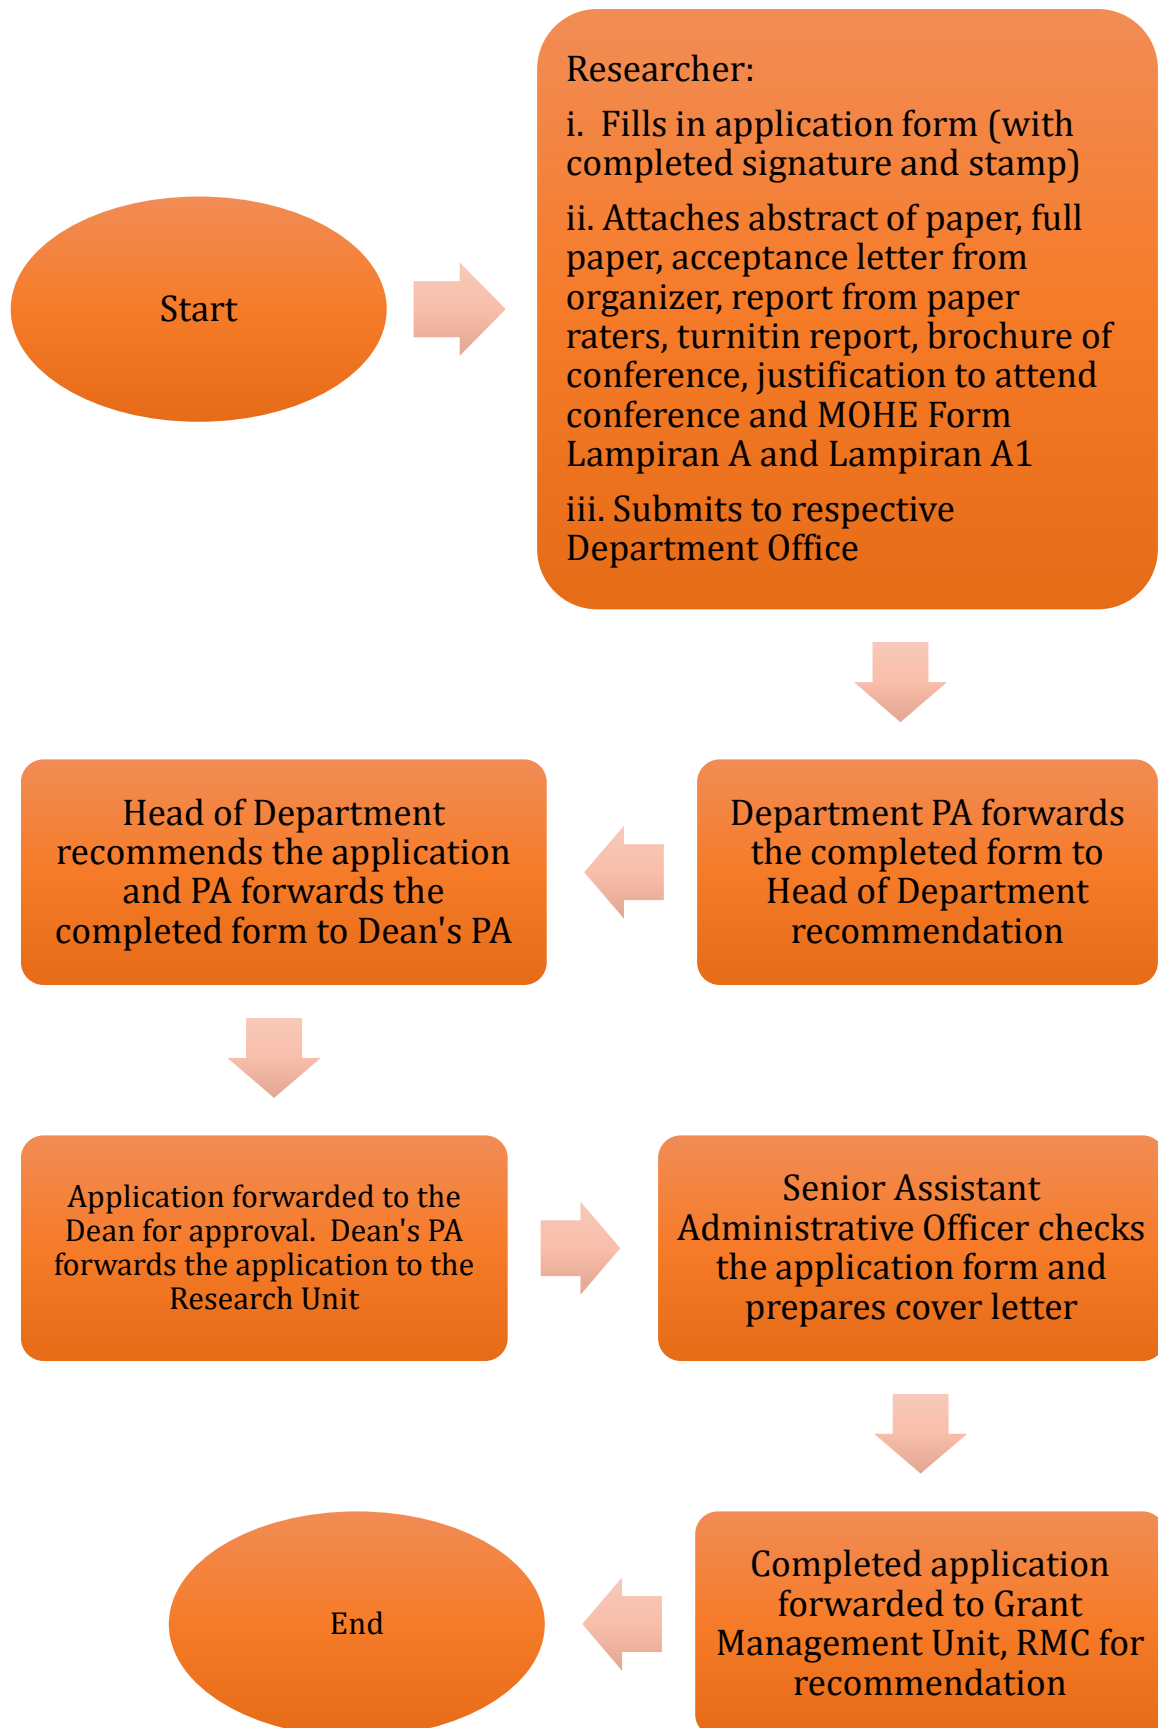 Start
Researcher:
i.  Fills in application form (with
completed signature and stamp)
ii. Attaches abstract of paper, full
paper, acceptance letter from
organizer, report from paper
raters, turnitin report, brochure of
conference, justification to attend
conference and MOHE Form
Lampiran A and Lampiran A1
iii. Submits to respective
Department Office
Department PA forwards
the completed form to
Head of Department
recommendation
Head of Department
recommends the application
and PA forwards the
completed form to Dean's PA
Application forwarded to the
Dean for approval.  Dean's PA
forwards the application to the
Research Unit
Senior Assistant
Administrative Officer checks
the application form and
prepares cover letter
Completed application
forwarded to Grant
Management Unit, RMC for
recommendation
End